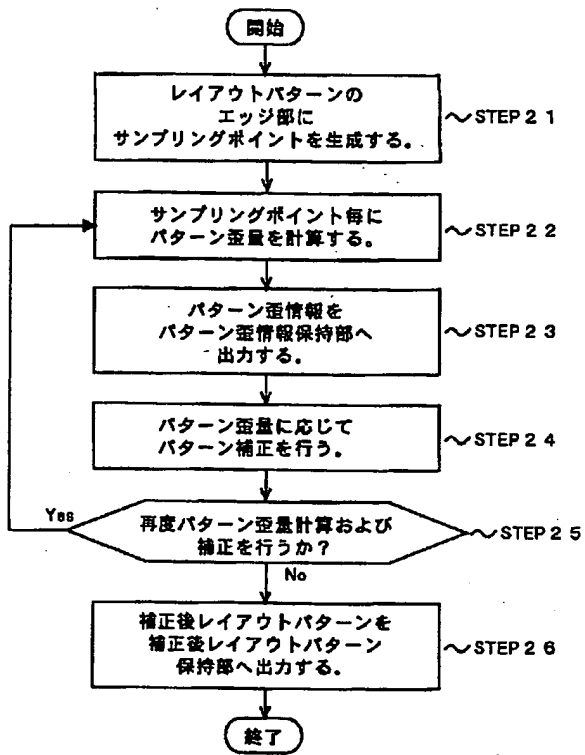 開始
レイアウトパターンの
エッジ部に
サンプリングポイントを生成する。
～STEP21
サンプリングポイント毎に
パターン歪量を計算する。
～STEP22
パターン歪情報を
パターン歪情報保持部へ
出力する。
～STEP23
パターン歪量に応じて
パターン補正を行う。
～STEP24
Yes
再度パターン歪量計算および
補正を行うか?
～STEP25
No
補正後レイアウトパターンを
補正後レイアウトパターン
保持部へ出力する。
～STEP26
終了